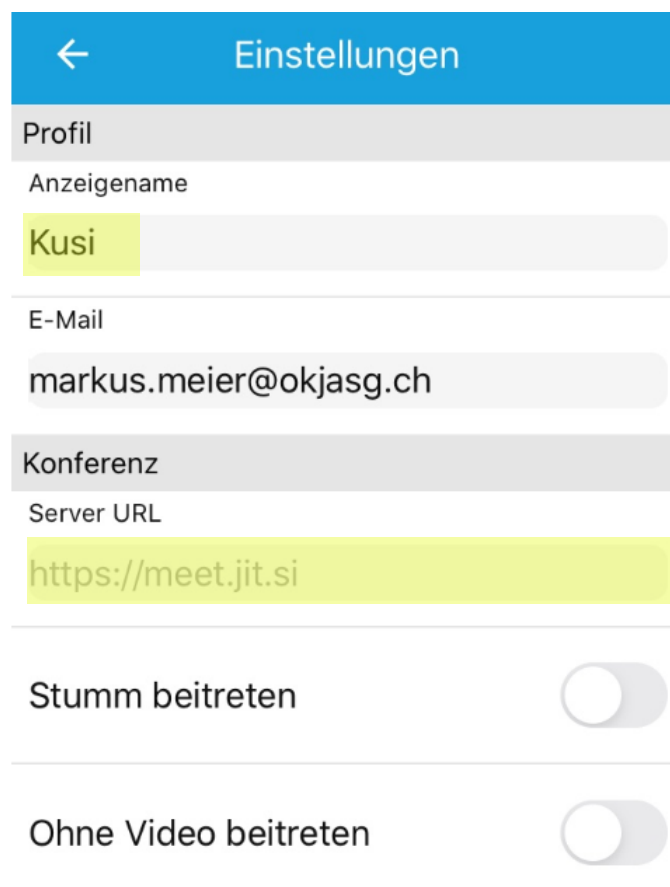 Einstellungen
Profil
Anzeigename
Kusi
E-Mail
markus.meier@okjasg.ch
Konferenz
Server URL
https://meet.jit.si
Stumm beitreten
Ohne Video beitreten